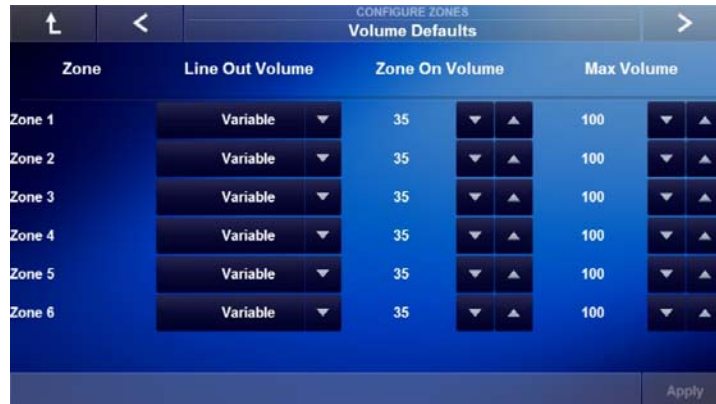 CONFIGURE ZONES
Volume Defaults
Zone Line Out Volume Zone On Volume Max Volume
Zone 1 Variable 35 100
Zone 2 Variable 35 100
Zone 3 Variable 35 100
Zone 4 Variable 35 100
Zone 5 Variable 35 100
Zone 6 Variable 35 100
Apply